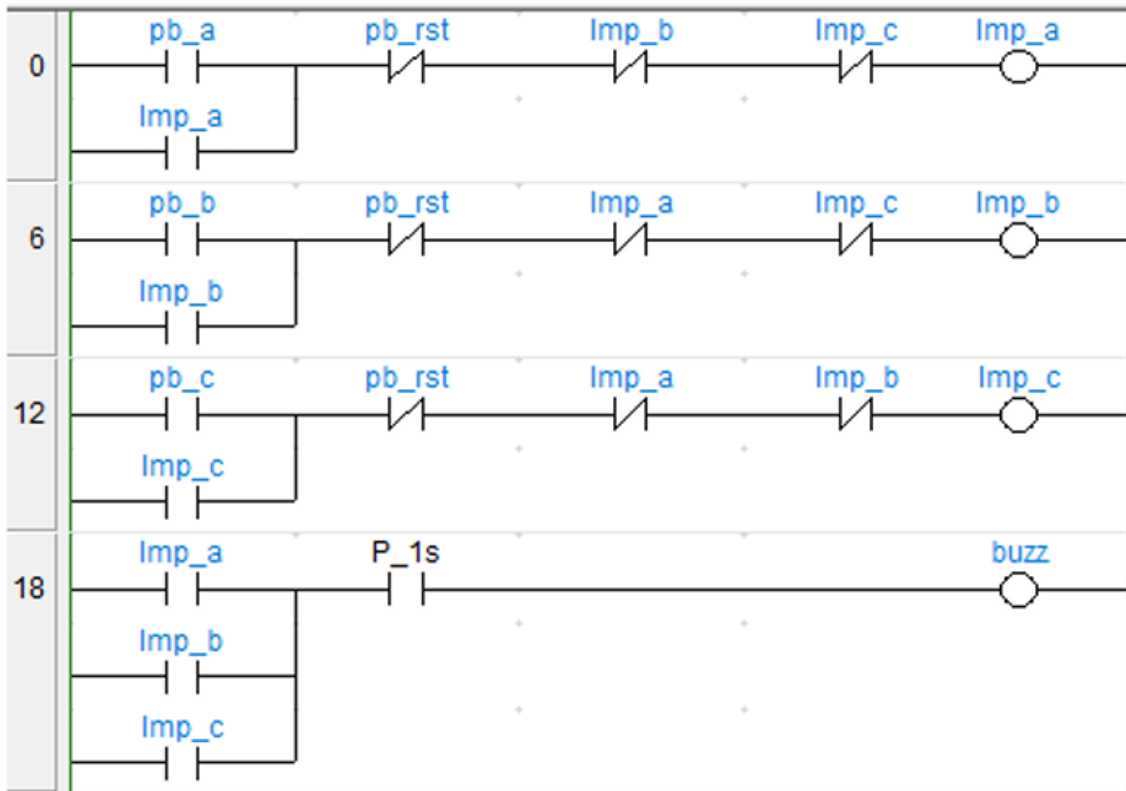 pb_a pb_rst lmp_b lmp_c lmp_a
0
lmp_a
pb_b pb_rst lmp_a lmp_c lmp_b
6
lmp_b
pb_c pb_rst lmp_a lmp_b lmp_c
12
lmp_c
lmp_a P_1s buzz
18
lmp_b
lmp_c